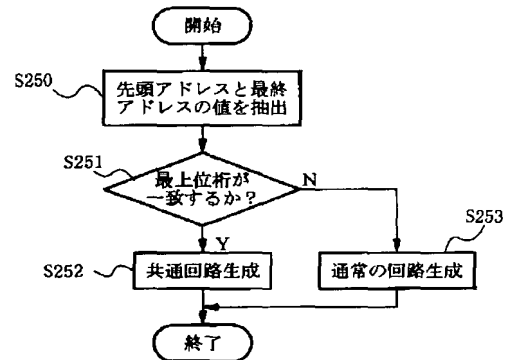 開始
S250
先頭アドレスと最終
アドレスの値を抽出
S251
最上位桁が
一致するか？
N
Y
S253
S252
共通回路生成
通常の回路生成
終了